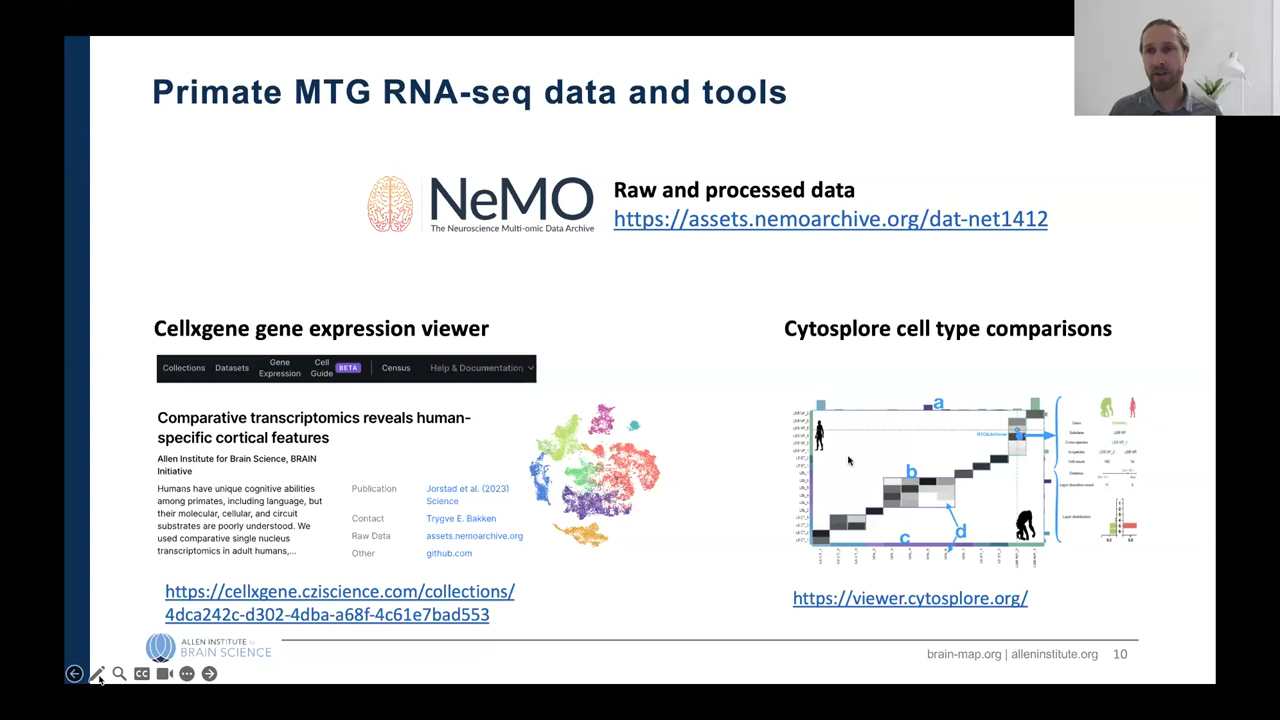 Primate MTG RNA-seq data and tools
NeMO
The Neuroscience Multi-omic Data Archive
Raw and processed data
https://assets.nemoarchive.org/dat-net1412
Cellxgene gene expression viewer
Collections Datasets Gene Expression Cell Guide BETA Census Help & Documentation
Comparative transcriptomics reveals human-
specific cortical features
Allen Institute for Brain Science, BRAIN
Initiative
Humans have unique cognitive abilities
among primates, including language, but
their molecular, cellular, and circuit
substrates are poorly understood. We
used comparative single nucleus
transcriptomics in adult humans,...
Publication Jorstad et al. (2023)
Science
Contact Trygve E. Bakken
Raw Data assets.nemoarchive.org
Other github.com
https://cellxgene.cziscience.com/collections/
4dca242c-d302-4dba-a68f-4c61e7bad553
Cytosplore cell type comparisons
a
b
c
d
https://viewer.cytosplore.org/
ALLEN INSTITUTE for
BRAIN SCIENCE
brain-map.org | alleninstitute.org 10
CC